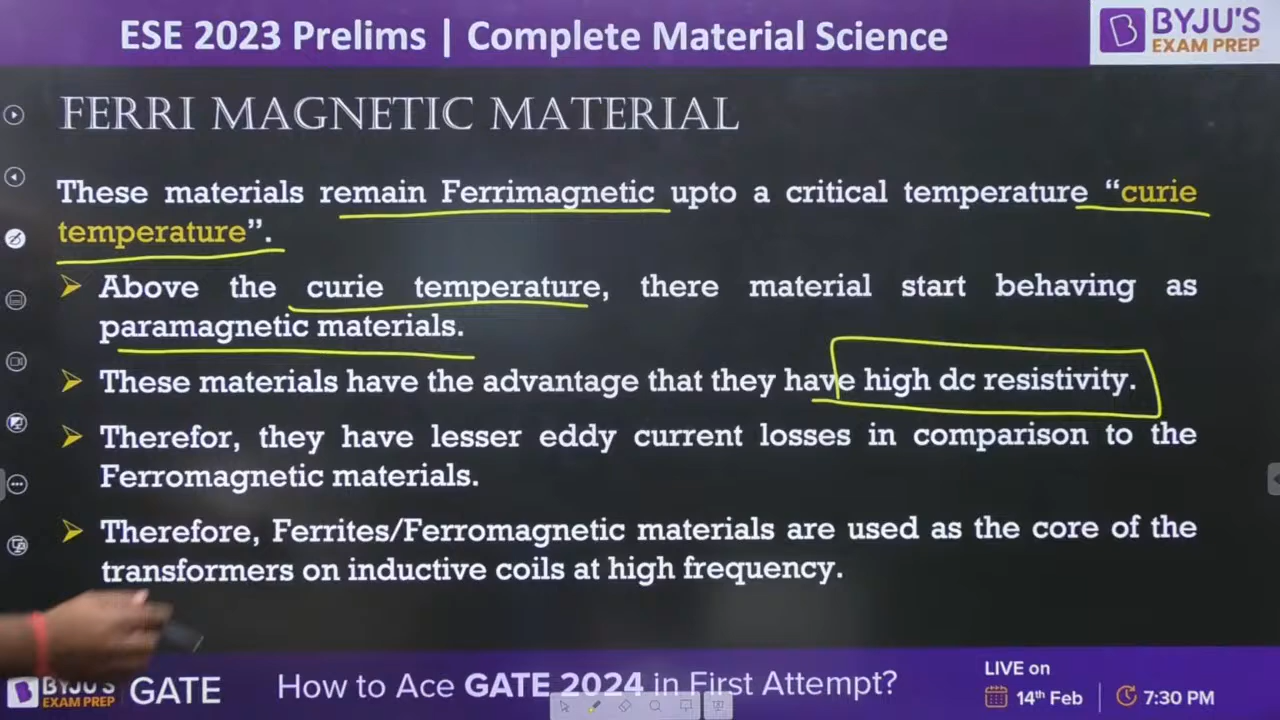 ESE 2023 Prelims | Complete Material Science
BYJU'S
EXAM PREP
FERRI MAGNETIC MATERIAL
These materials remain Ferrimagnetic upto a critical temperature “curie
temperature”.
Above the curie temperature, there material start behaving as
paramagnetic materials.
These materials have the advantage that they have high dc resistivity.
Therefor, they have lesser eddy current losses in comparison to the
Ferromagnetic materials.
Therefore, Ferrites/Ferromagnetic materials are used as the core of the
transformers on inductive coils at high frequency.
BYJU'S
EXAM PREP
GATE
How to Ace GATE 2024 in First Attempt?
LIVE on
14th Feb
7:30 PM